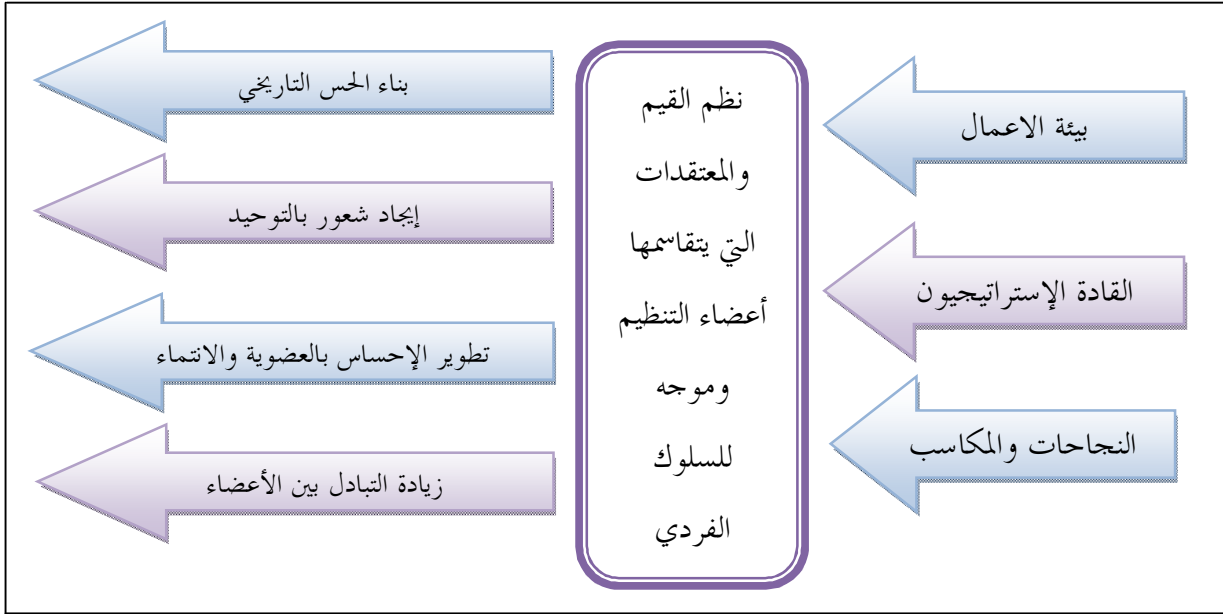 بيئة الاعمال
القادة الإستراتيجيون
النجاحات والمكاسب
نظم القيم
والمعتقدات
التي يتقاسمها
أعضاء التنظيم
وموجه
للسلوك
الفردي
بناء الحس التاريخي
إيجاد شعور بالتوحيد
تطوير الإحساس بالعضوية والانتماء
زيادة التبادل بين الأعضاء